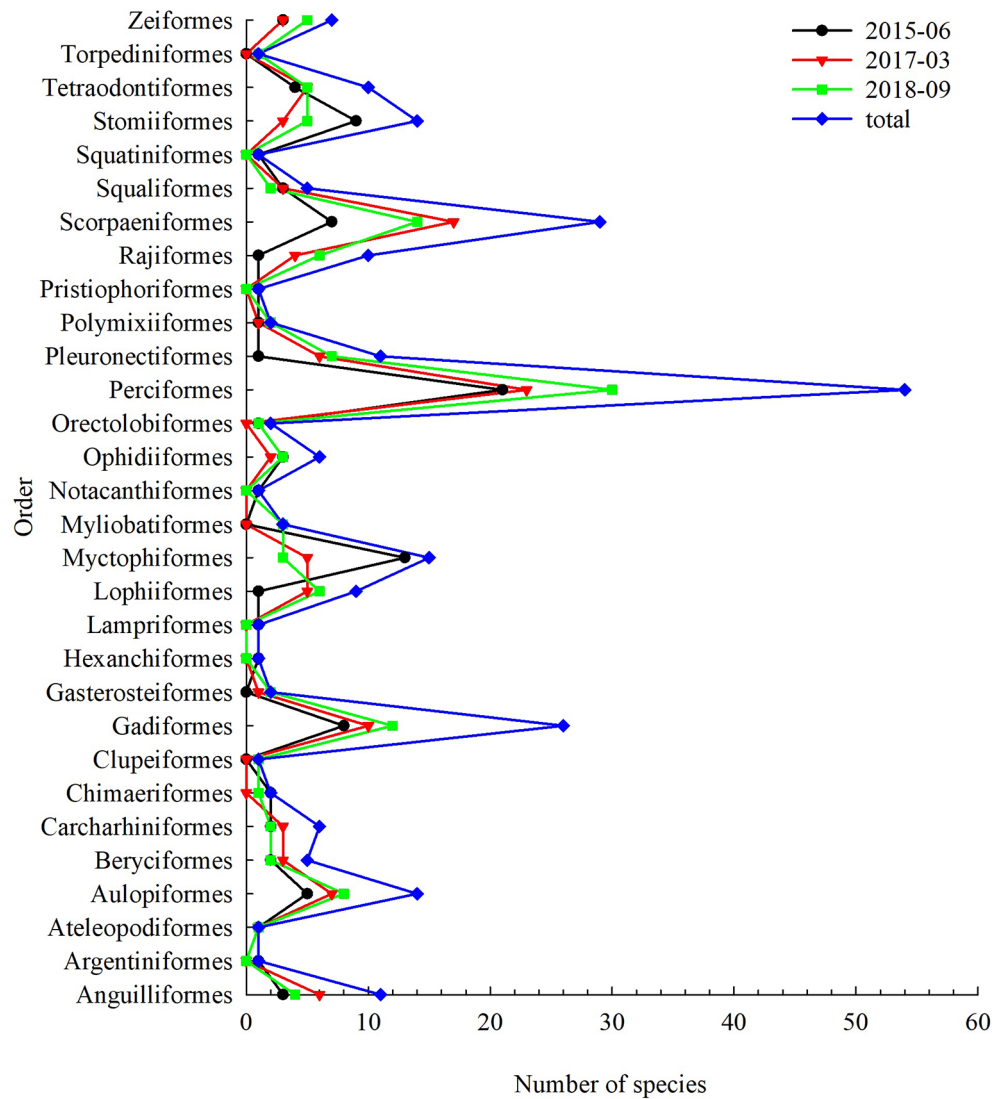 Zeiformes
Torpediniformes
Tetraodontiformes
Stomiiformes
Squatiniformes
Squaliformes
Scorpaeniformes
Rajiformes
Pristiophoriformes
Polymixiiformes
Pleuronectiformes
Perciformes
Orectolobiformes
Ophidiiformes
Notacanthiformes
Myliobatiformes
Myctophiformes
Lophiiformes
Lampriformes
Hexanchiformes
Gasterosteiformes
Gadiformes
Clupeiformes
Chimaeriformes
Carcharhiniformes
Beryciformes
Aulopiformes
Ateleopodiformes
Argentiniformes
Anguilliformes
Order
2015-06
2017-03
2018-09
total
0 10 20 30 40 50 60
Number of species